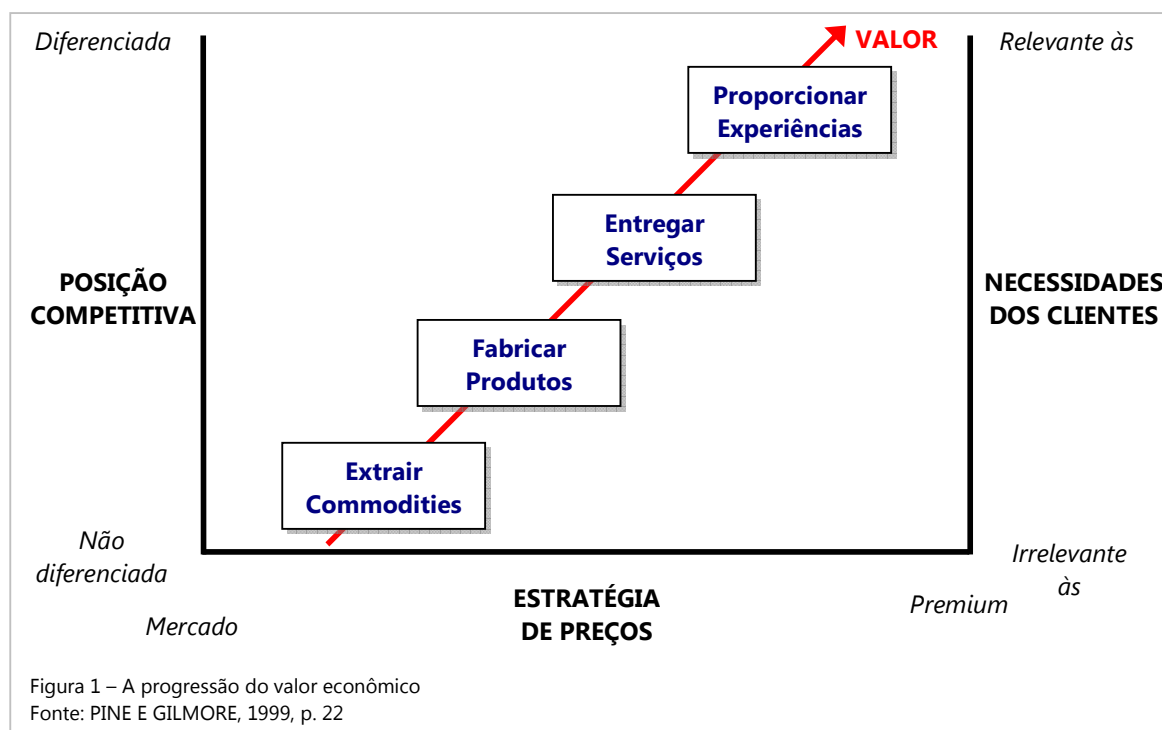 Diferenciada
VALOR
Relevante às
Proporcionar
Experiências
Entregar
Serviços
POSIÇÃO
COMPETITIVA
NECESSIDADES
DOS CLIENTES
Fabricar
Produtos
Extrair
Commodities
Não
diferenciada
Irrelevante
às
Mercado
ESTRATÉGIA
DE PREÇOS
Premium
Figura 1 – A progressão do valor econômico
Fonte: PINE E GILMORE, 1999, p. 22